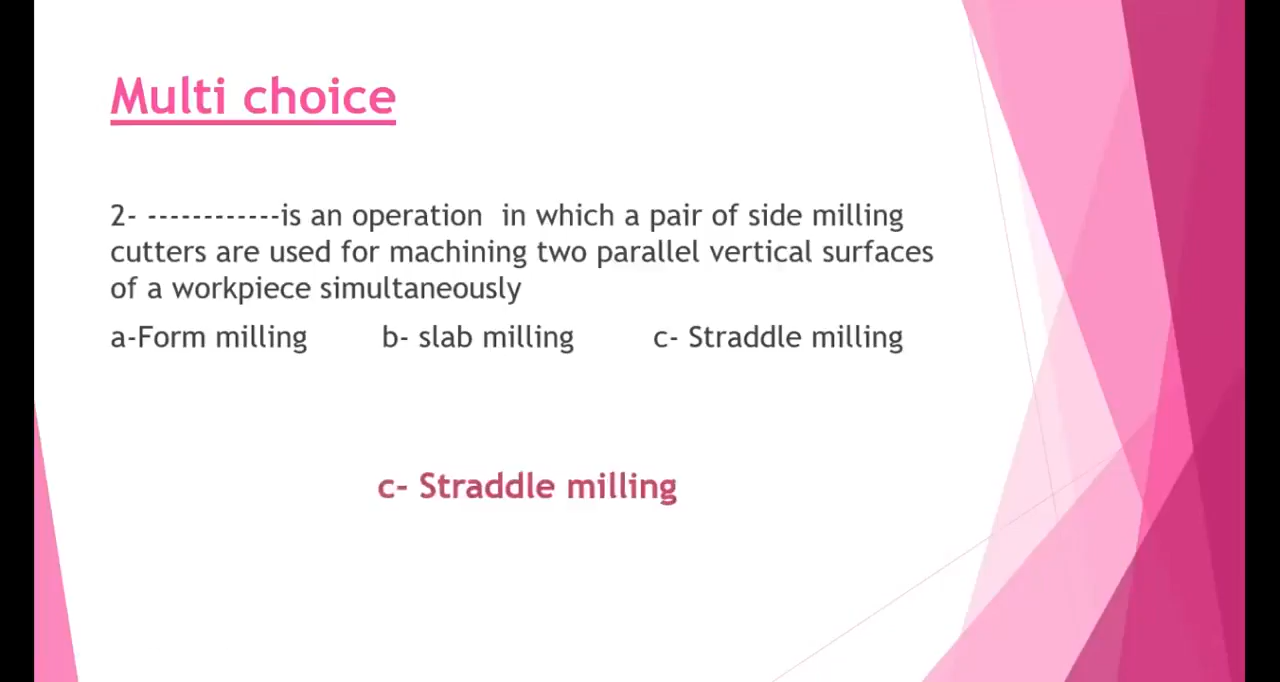 Multi choice
2- ------------is an operation  in which a pair of side milling
cutters are used for machining two parallel vertical surfaces
of a workpiece simultaneously
a-Form milling b- slab milling c- Straddle milling
c- Straddle milling